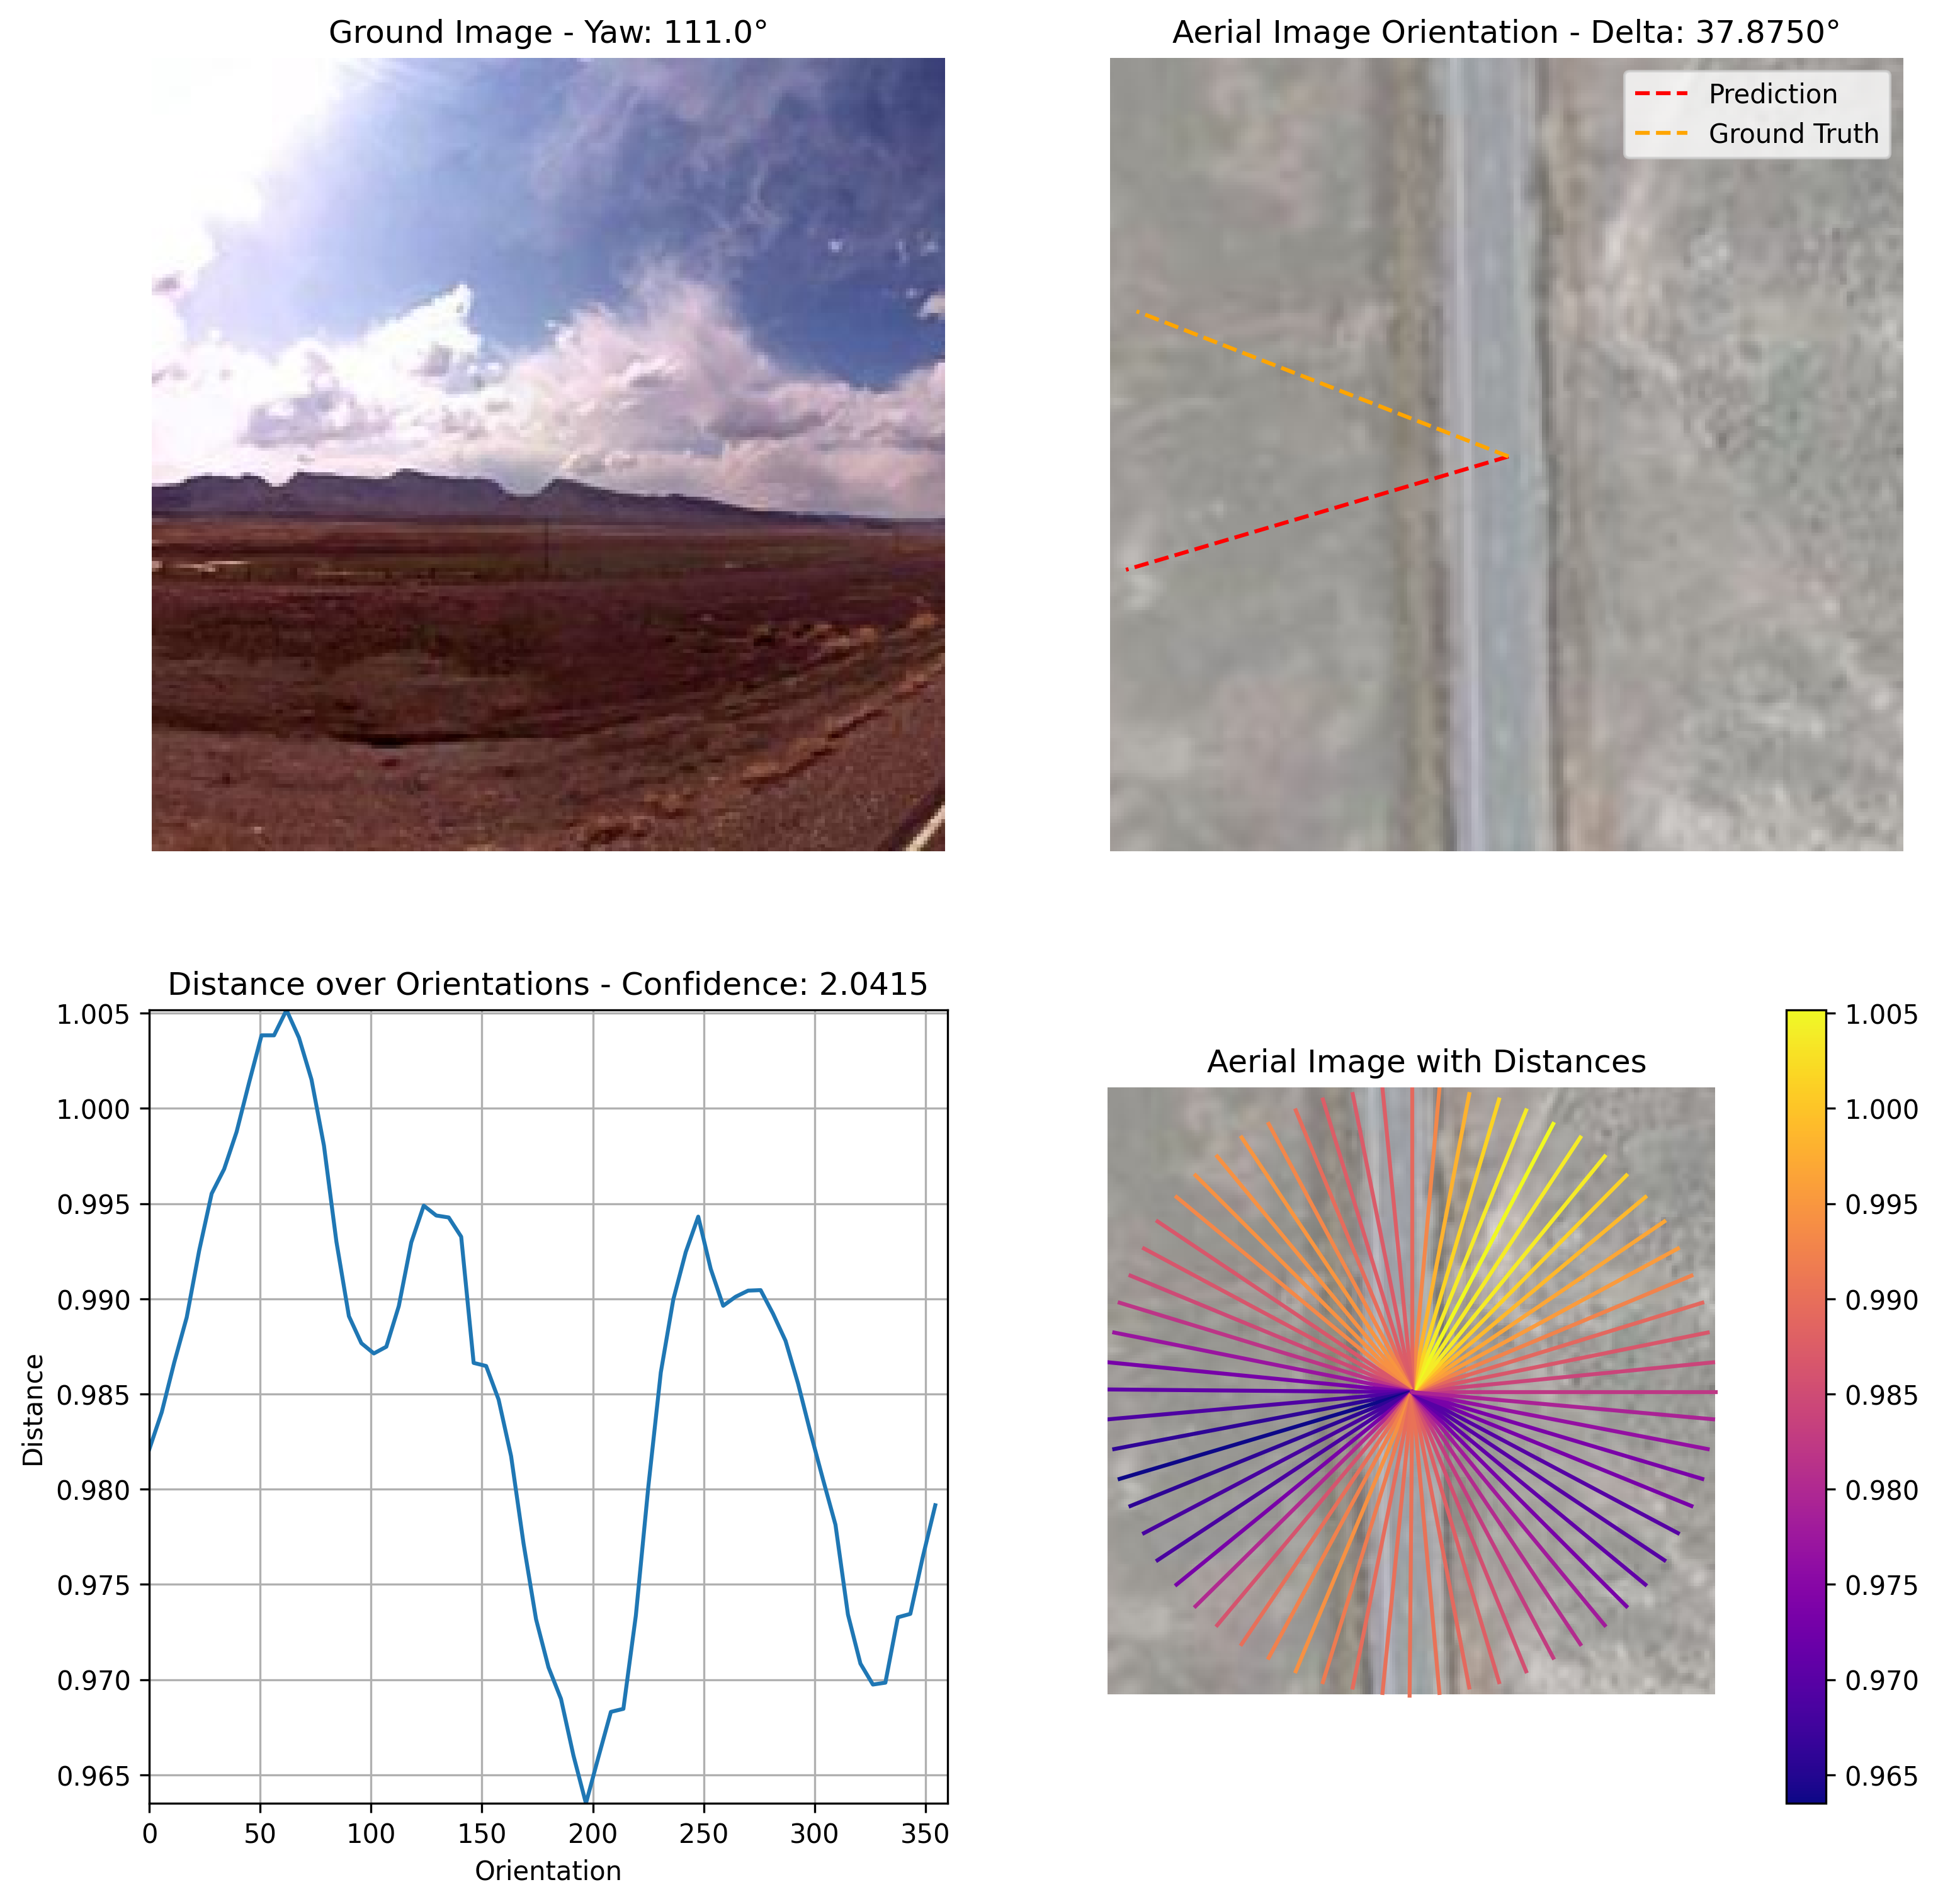 Ground Image - Yaw: 111.0°
Aerial Image Orientation - Delta: 37.8750°
Prediction
Ground Truth
Distance over Orientations - Confidence: 2.0415
1.005
1.000
0.995
0.990
0.985
0.980
0.975
0.970
0.965
Distance
0 50 100 150 200 250 300 350
Orientation
Aerial Image with Distances
1.005
1.000
0.995
0.990
0.985
0.980
0.975
0.970
0.965